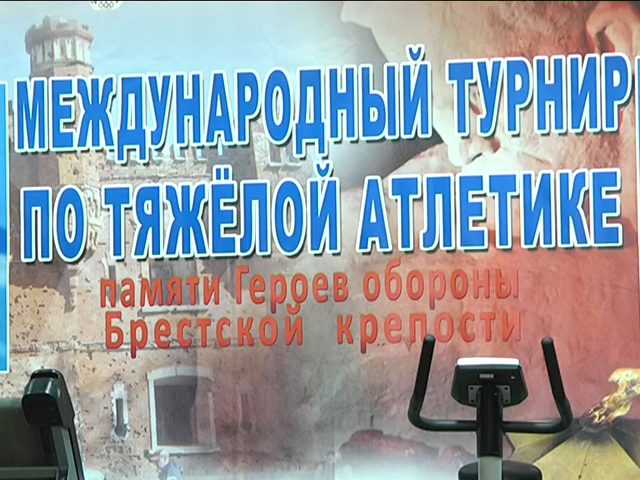 МЕЖДУНАРОДНЫЙ ТУРНИР
ПО ТЯЖЁЛОЙ АТЛЕТИКЕ
памяти Героев обороны
Брестской крепости